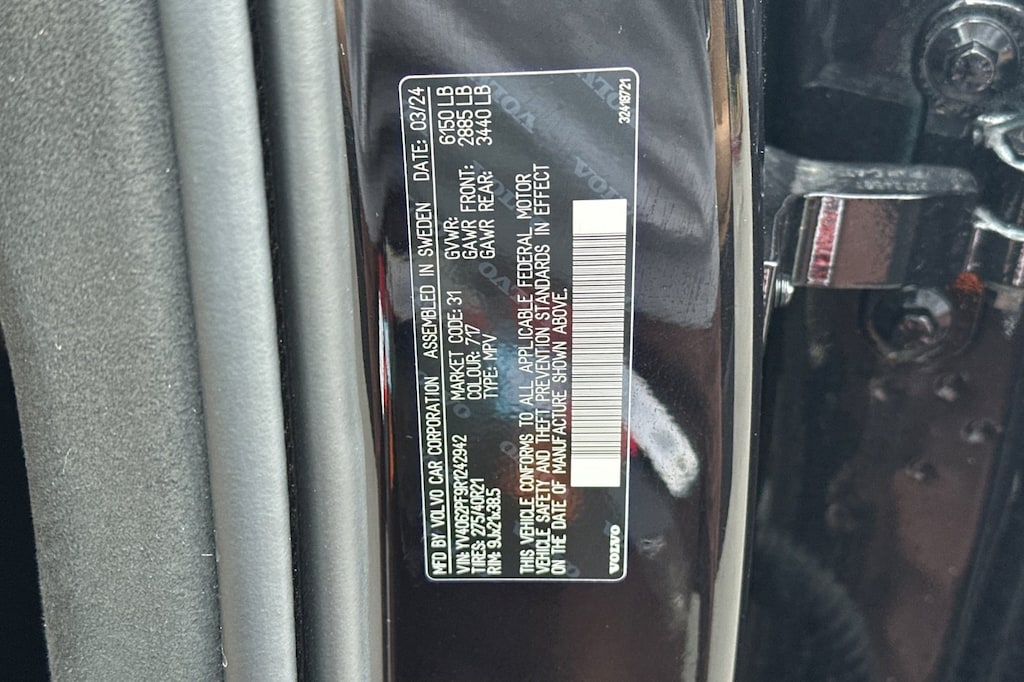 MFD BY VOLVO CAR CORPORATION ASSEMBLED IN SWEDEN DATE: 03/24
VIN: YV4062PF9R1242942 MARKET CODE: 31 GVWR: 6150 LB
TIRES: 275/40R21 COLOUR: 717 GAWR FRONT: 2885 LB
RIM: 9Jx21x38.5 TYPE: MPV GAWR REAR: 3440 LB
THIS VEHICLE CONFORMS TO ALL APPLICABLE FEDERAL MOTOR
VEHICLE SAFETY AND THEFT PREVENTION STANDARDS IN EFFECT
ON THE DATE OF MANUFACTURE SHOWN ABOVE.
VOLVO 32418721